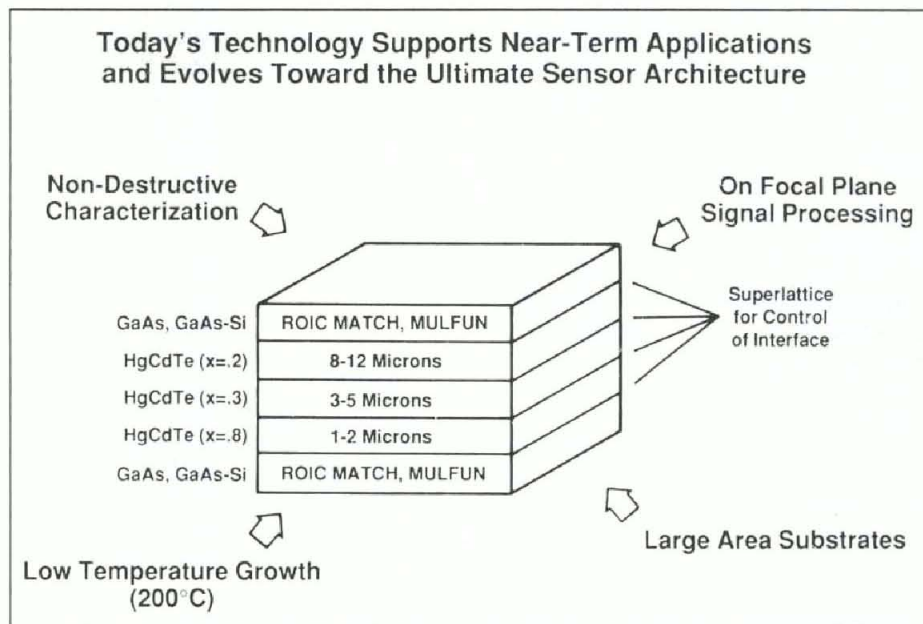 Today's Technology Supports Near-Term Applications
and Evolves Toward the Ultimate Sensor Architecture
Non-Destructive
Characterization
On Focal Plane
Signal Processing
GaAs, GaAs-Si
ROIC MATCH, MULFUN
HgCdTe (x=.2)
8-12 Microns
HgCdTe (x=.3)
3-5 Microns
HgCdTe (x=.8)
1-2 Microns
GaAs, GaAs-Si
ROIC MATCH, MULFUN
Superlattice
for Control
of Interface
Large Area Substrates
Low Temperature Growth
(200°C)